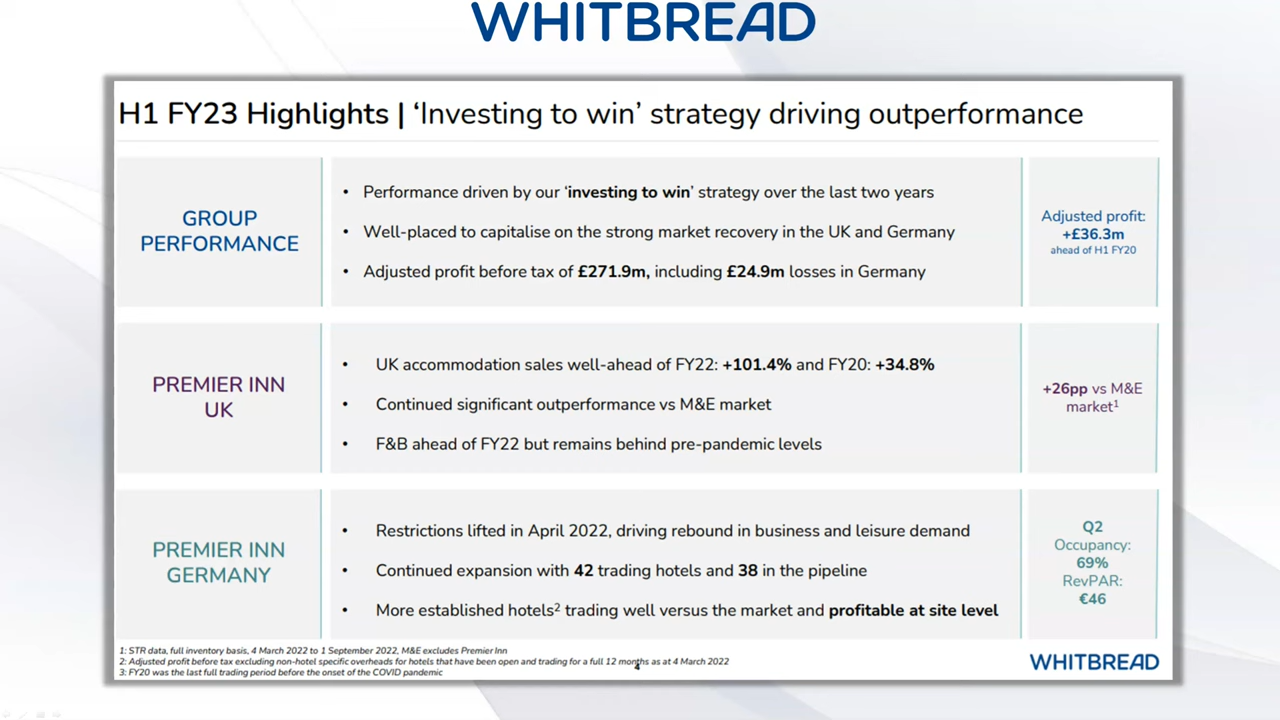 WHITBREAD
H1 FY23 Highlights | ‘Investing to win’ strategy driving outperformance
GROUP
PERFORMANCE
• Performance driven by our ‘investing to win’ strategy over the last two years
• Well-placed to capitalise on the strong market recovery in the UK and Germany
• Adjusted profit before tax of £271.9m, including £24.9m losses in Germany
Adjusted profit:
+£36.3m
ahead of H1 FY20
PREMIER INN
UK
• UK accommodation sales well-ahead of FY22: +101.4% and FY20: +34.8%
• Continued significant outperformance vs M&E market
• F&B ahead of FY22 but remains behind pre-pandemic levels
+26pp vs M&E
market¹
PREMIER INN
GERMANY
• Restrictions lifted in April 2022, driving rebound in business and leisure demand
• Continued expansion with 42 trading hotels and 38 in the pipeline
• More established hotels² trading well versus the market and profitable at site level
Q2
Occupancy:
69%
RevPAR:
€46
1: STR data, full inventory basis, 4 March 2022 to 1 September 2022, M&E excludes Premier Inn
2: Adjusted profit before tax excluding non-hotel specific overheads for hotels that have been open and trading for a full 12 months as at 4 March 2022
3: FY20 was the last full trading period before the onset of the COVID pandemic
4
WHITBREAD